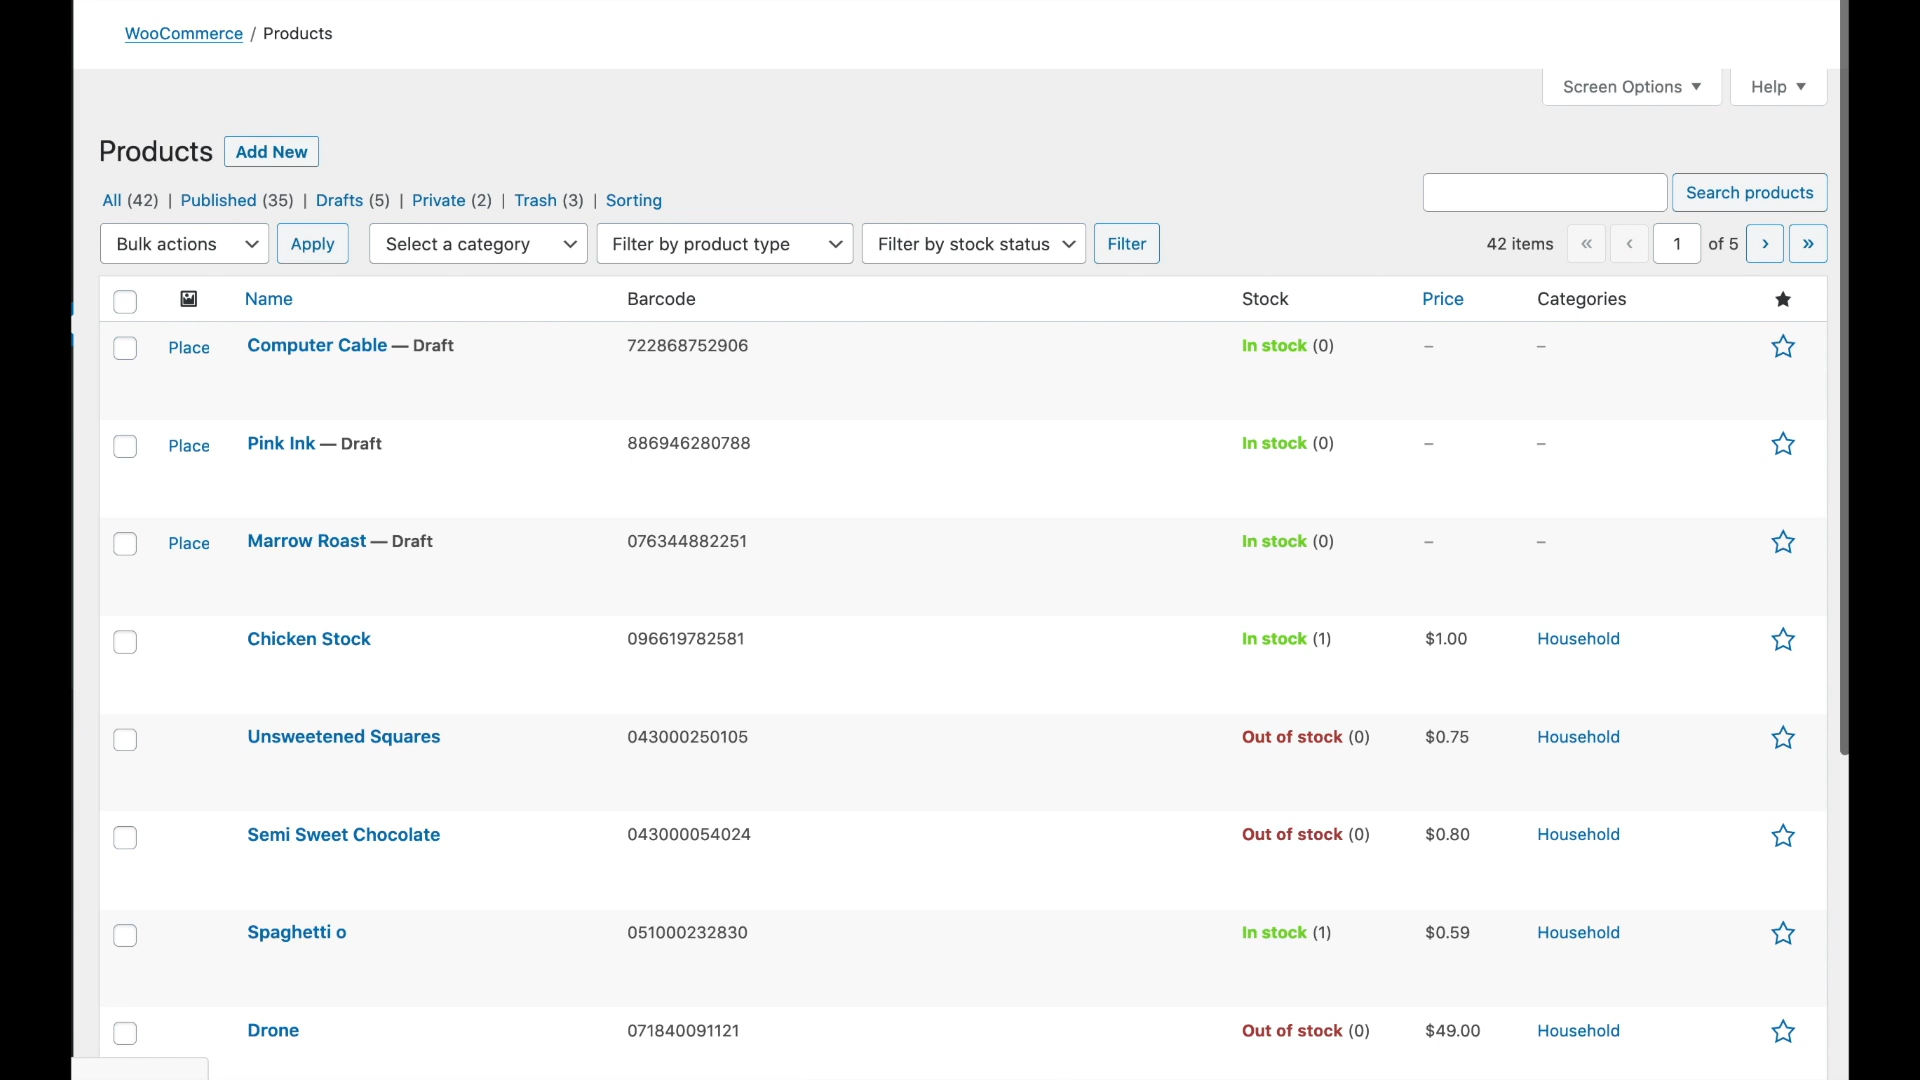 WooCommerce / Products
Screen Options ▼ Help ▼
Products Add New
All (42) | Published (35) | Drafts (5) | Private (2) | Trash (3) | Sorting
Search products
Bulk actions Apply Select a category Filter by product type Filter by stock status Filter 42 items « ‹ 1 of 5 › »
Name Barcode Stock Price Categories
Place Computer Cable — Draft 722868752906 In stock (0) – –
Place Pink Ink — Draft 886946280788 In stock (0) – –
Place Marrow Roast — Draft 076344882251 In stock (0) – –
Chicken Stock 096619782581 In stock (1) $1.00 Household
Unsweetened Squares 043000250105 Out of stock (0) $0.75 Household
Semi Sweet Chocolate 043000054024 Out of stock (0) $0.80 Household
Spaghetti o 051000232830 In stock (1) $0.59 Household
Drone 071840091121 Out of stock (0) $49.00 Household